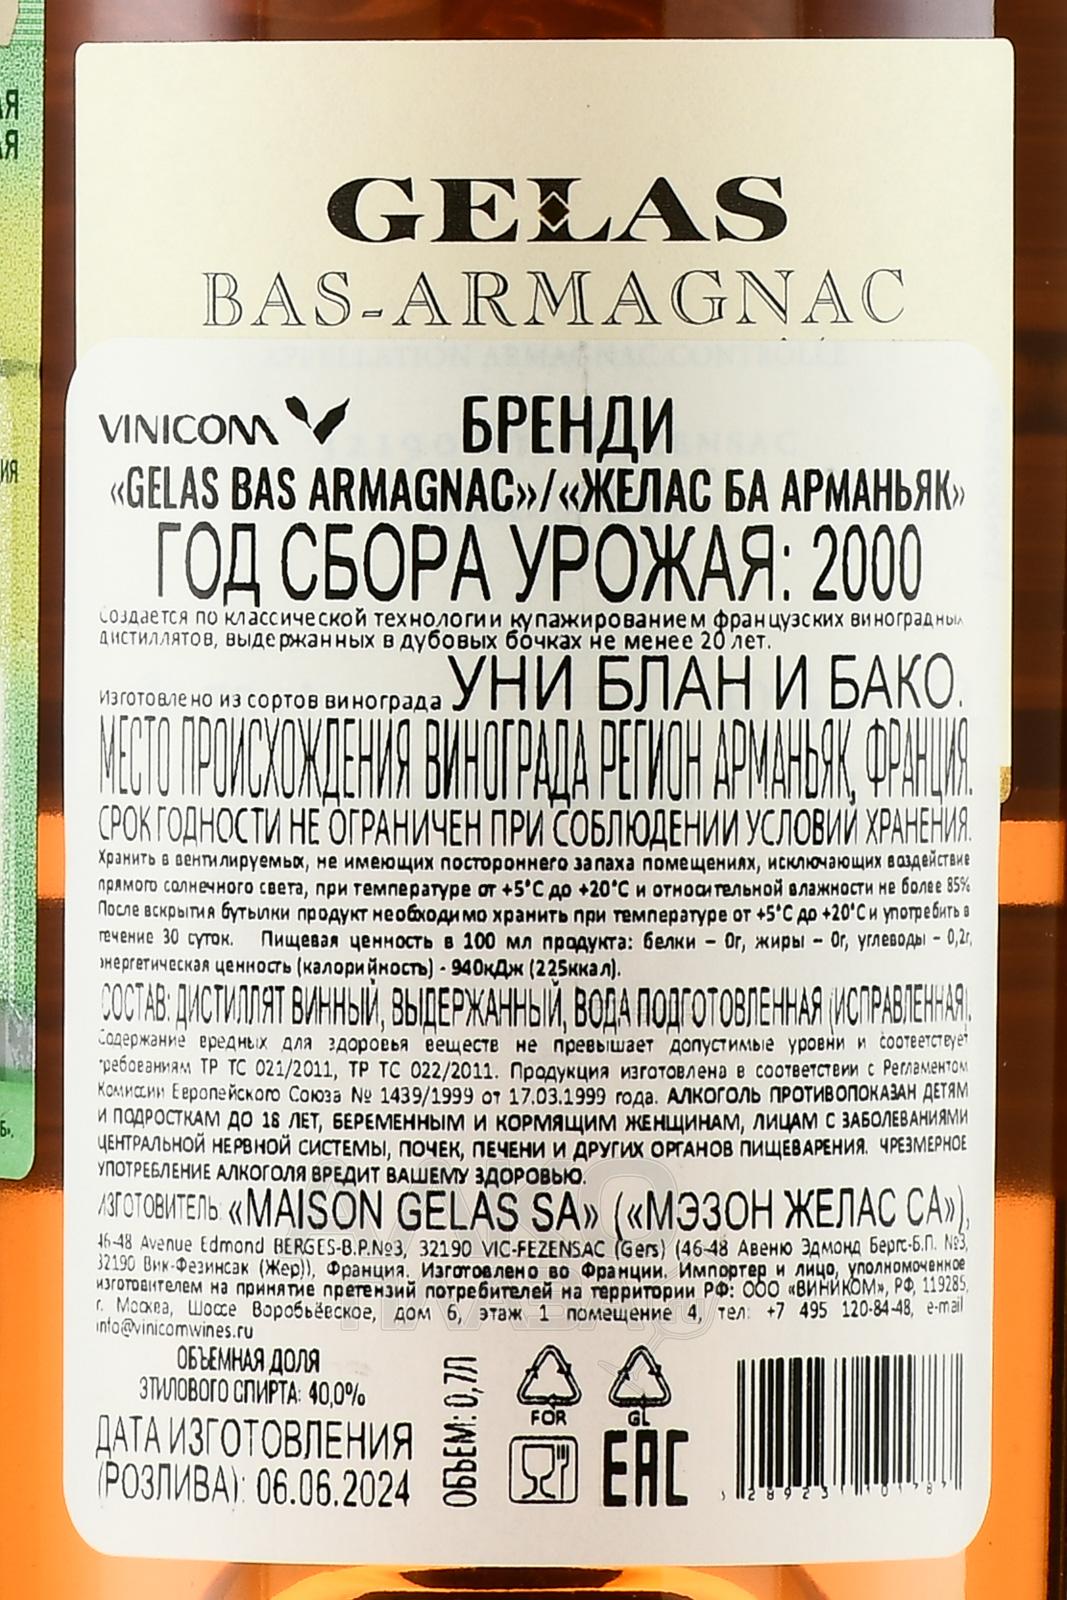 GELAS
BAS-ARMAGNAC
APPELLATION ARMAGNAC CONTROLEE
VINICOM
БРЕНДИ
«GELAS BAS ARMAGNAC»/«ЖЕЛАС БА АРМАНЬЯК»
ГОД СБОРА УРОЖАЯ: 2000
Создается по классической технологии купажированием французских виноградных
дистиллятов, выдержанных в дубовых бочках не менее 20 лет.
Изготовлено из сортов винограда УНИ БЛАН И БАКО.
МЕСТО ПРОИСХОЖДЕНИЯ ВИНОГРАДА РЕГИОН АРМАНЬЯК, ФРАНЦИЯ.
СРОК ГОДНОСТИ НЕ ОГРАНИЧЕН ПРИ СОБЛЮДЕНИИ УСЛОВИЙ ХРАНЕНИЯ.
Хранить в вентилируемых, не имеющих постороннего запаха помещениях, исключающих воздействие
прямого солнечного света, при температуре от +5°C до +20°C и относительной влажности не более 85%
После вскрытия бутылки продукт необходимо хранить при температуре от +5°C до +20°C и употребить в
течение 30 суток. Пищевая ценность в 100 мл продукта: белки – 0г, жиры – 0г, углеводы – 0,2г,
энергетическая ценность (калорийность) - 940кДж (225ккал).
СОСТАВ: ДИСТИЛЛЯТ ВИННЫЙ, ВЫДЕРЖАННЫЙ, ВОДА ПОДГОТОВЛЕННАЯ (ИСПРАВЛЕННАЯ).
Содержание вредных для здоровья веществ не превышает допустимые уровни и соответствует
требованиям ТР ТС 021/2011, ТР ТС 022/2011. Продукция изготовлена в соответствии с Регламентом
Комиссии Европейского Союза № 1439/1999 от 17.03.1999 года. АЛКОГОЛЬ ПРОТИВОПОКАЗАН ДЕТЯМ
И ПОДРОСТКАМ ДО 18 ЛЕТ, БЕРЕМЕННЫМ И КОРМЯЩИМ ЖЕНЩИНАМ, ЛИЦАМ С ЗАБОЛЕВАНИЯМИ
ЦЕНТРАЛЬНОЙ НЕРВНОЙ СИСТЕМЫ, ПОЧЕК, ПЕЧЕНИ И ДРУГИХ ОРГАНОВ ПИЩЕВАРЕНИЯ. ЧРЕЗМЕРНОЕ
УПОТРЕБЛЕНИЕ АЛКОГОЛЯ ВРЕДИТ ВАШЕМУ ЗДОРОВЬЮ.
ИЗГОТОВИТЕЛЬ: «MAISON GELAS SA» («МЭЗОН ЖЕЛАС СА»),
46-48 Avenue Edmond BERGES-B.P.№3, 32190 VIC-FEZENSAC (Gers) (46-48 Авеню Эдмонд Бергс-Б.П. №3,
32190 Вик-Фезинсак (Жер)), Франция. Изготовлено во Франции. Импортер и лицо, уполномоченное
изготовителем на принятие претензий потребителей на территории РФ: ООО «ВИНИКОМ», РФ, 119285,
г. Москва, Шоссе Воробьёвское, дом 6, этаж 1 помещение 4, тел: +7 495 120-84-48, e-mail
info@vinicomwines.ru
ОБЪЕМНАЯ ДОЛЯ
ЭТИЛОВОГО СПИРТА: 40,0%
ДАТА ИЗГОТОВЛЕНИЯ
(РОЗЛИВА): 06.06.2024
ОБЪЕМ: 0,7Л
FOR
GL
EAC